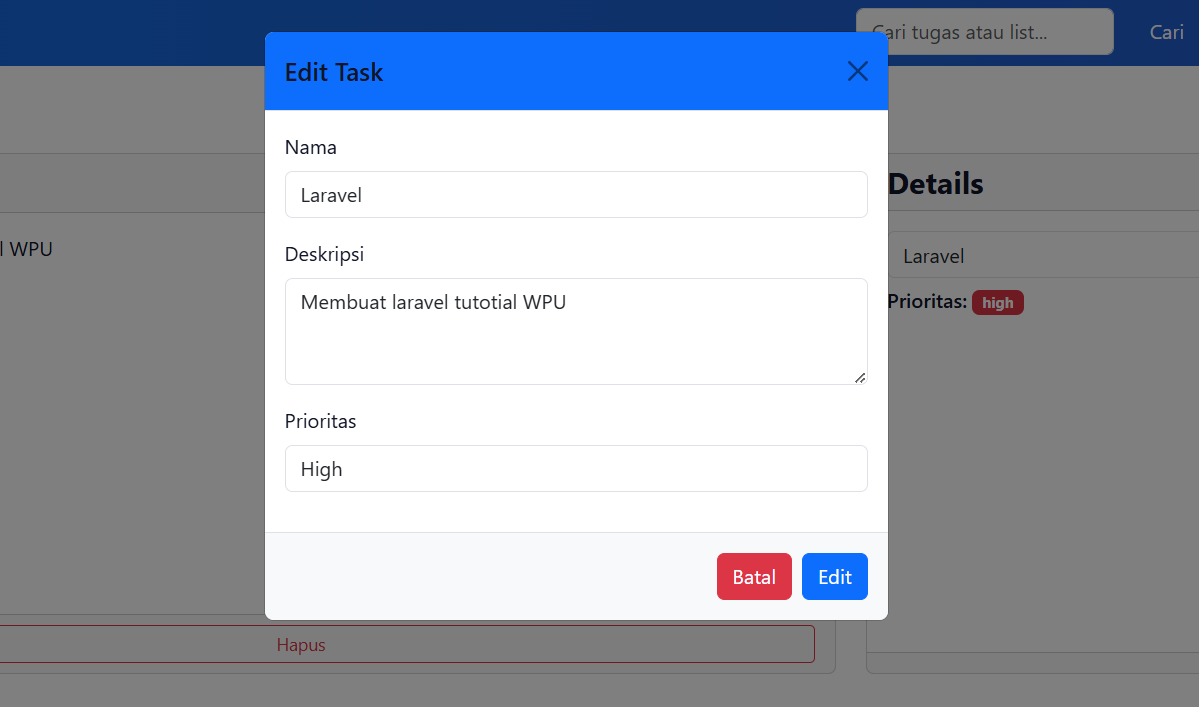 Cari tugas atau list...
Cari
Edit Task
Nama
Laravel
Deskripsi
Membuat laravel tutotial WPU
Prioritas
High
Batal
Edit
l WPU
Details
Laravel
Prioritas: high
Hapus